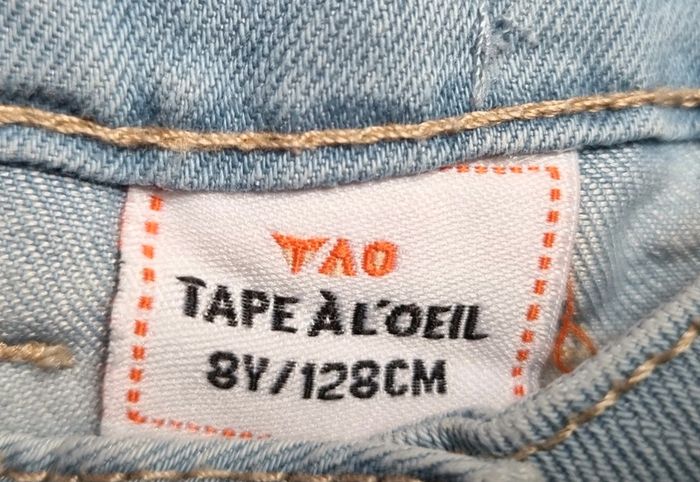 TAO
TAPE À L'OEIL
8Y/128CM